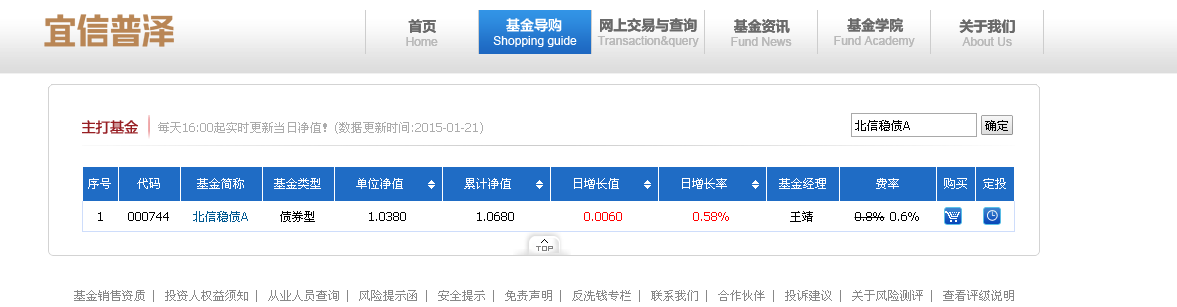 宜信普泽
首页 基金导购 网上交易与查询 基金资讯 基金学院 关于我们
Home Shopping guide Transaction&query Fund News Fund Academy About Us
主打基金 每天16:00起实时更新当日净值! (数据更新时间:2015-01-21) 北信稳债A 确定
序号 代码 基金简称 基金类型 单位净值 累计净值 日增长值 日增长率 基金经理 费率 购买 定投
1 000744 北信稳债A 债券型 1.0380 1.0680 0.0060 0.58% 王靖 0.8% 0.6%
TOP
基金销售资质 | 投资人权益须知 | 从业人员查询 | 风险提示函 | 安全提示 | 免责声明 | 反洗钱专栏 | 联系我们 | 合作伙伴 | 投诉建议 | 关于风险测评 | 查看评级说明